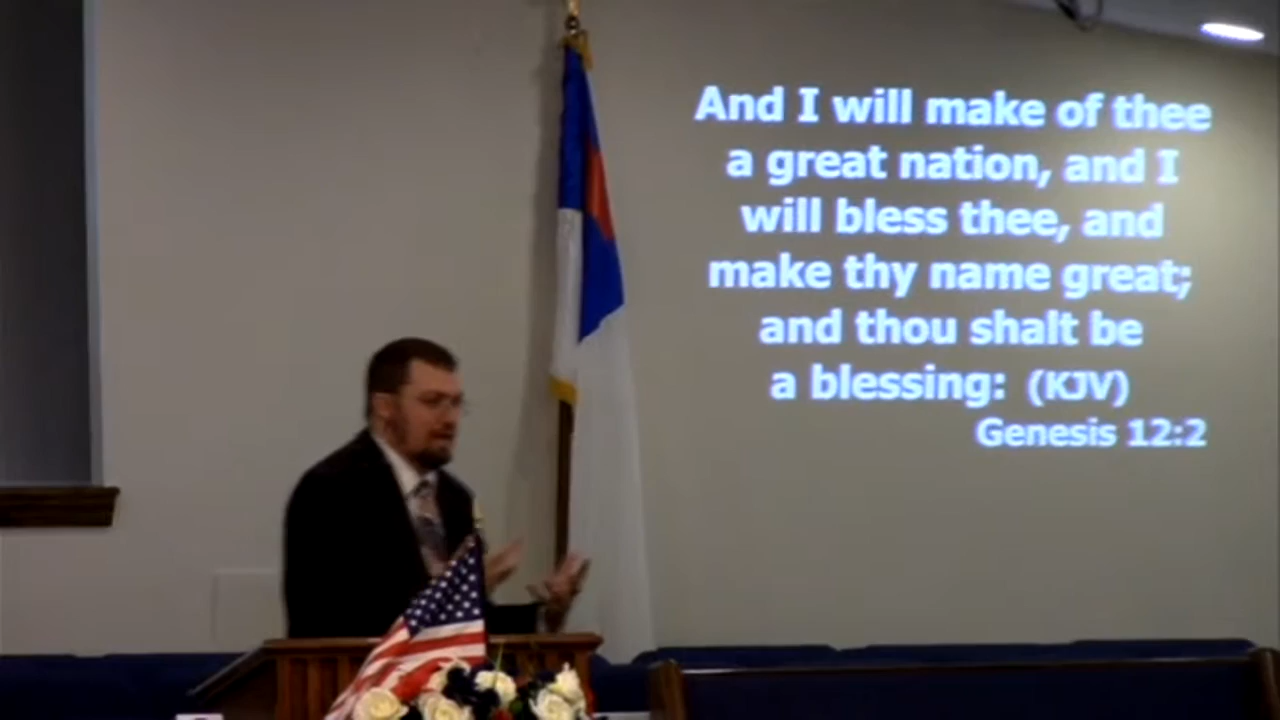 And I will make of thee
a great nation, and I
will bless thee, and
make thy name great;
and thou shalt be
a blessing: (KJV)
Genesis 12:2